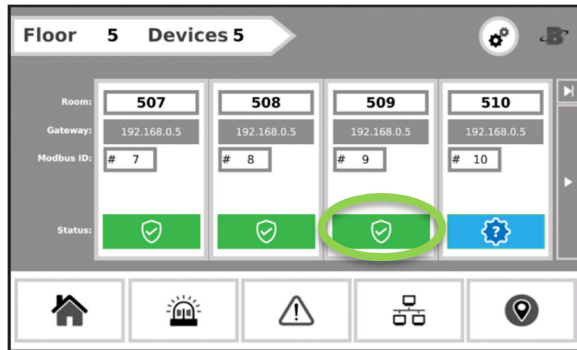 Floor 5 Devices 5
Room: 507 508 509 510
Gateway: 192.168.0.5 192.168.0.5 192.168.0.5 192.168.0.5
Modbus ID: # 7 # 8 # 9 # 10
Status: ?